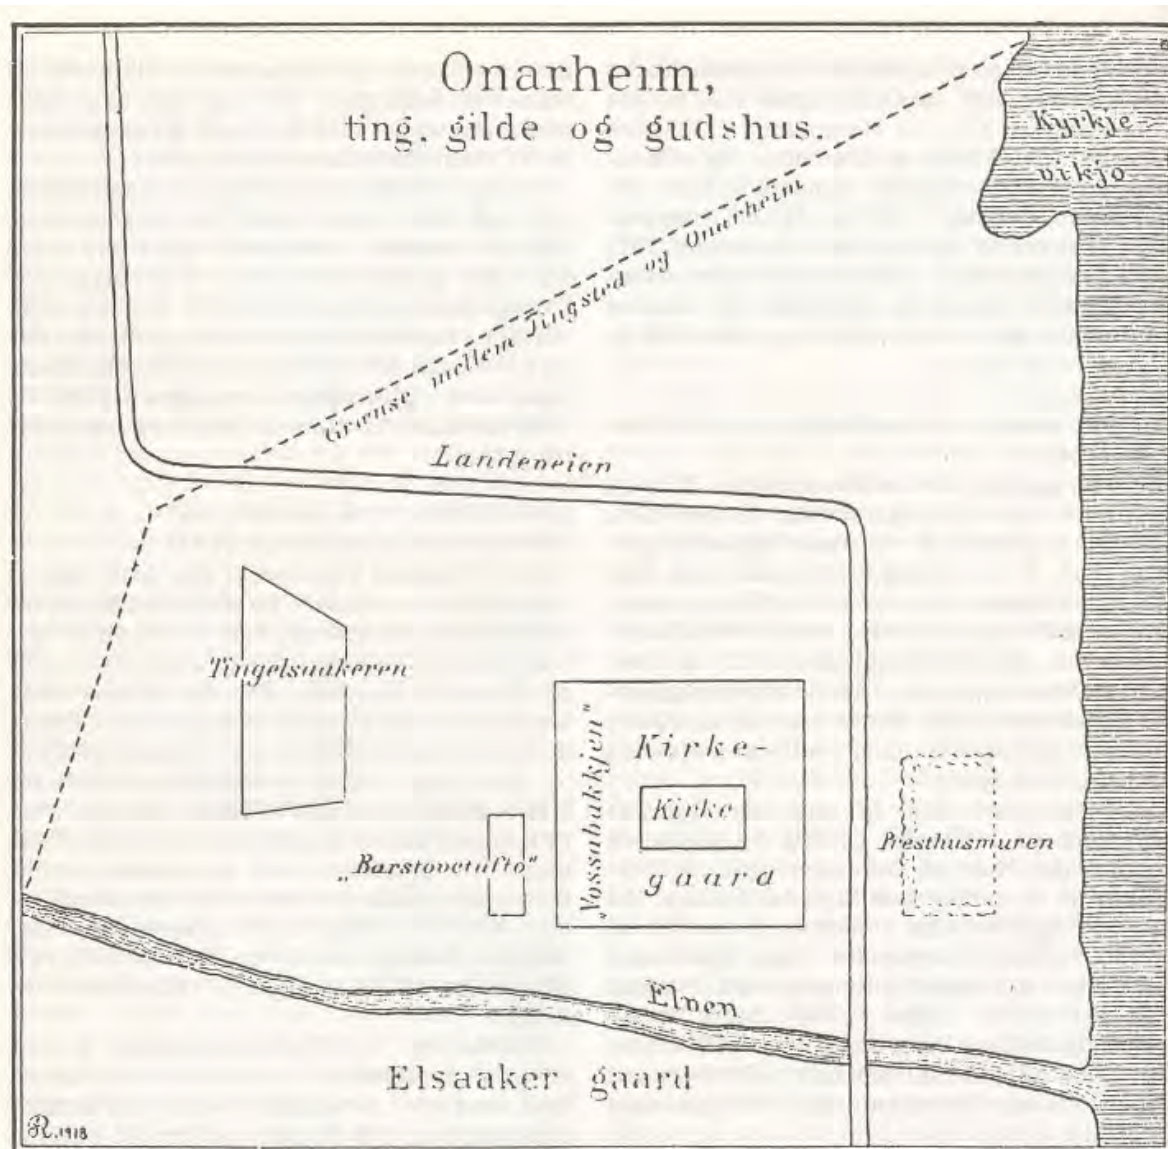 Onarheim,
ting, gilde og gudshus.
Kyrkje
vikjo
Grænse mellem Tingsted og Onarheim
Landeveien
Tingelsaakeren
"Vossabakkjen"
Kirke-
Kirke
gaard
Presthusmuren
„Barstovetufto"
Elven
Elsaaker gaard
R. 1918